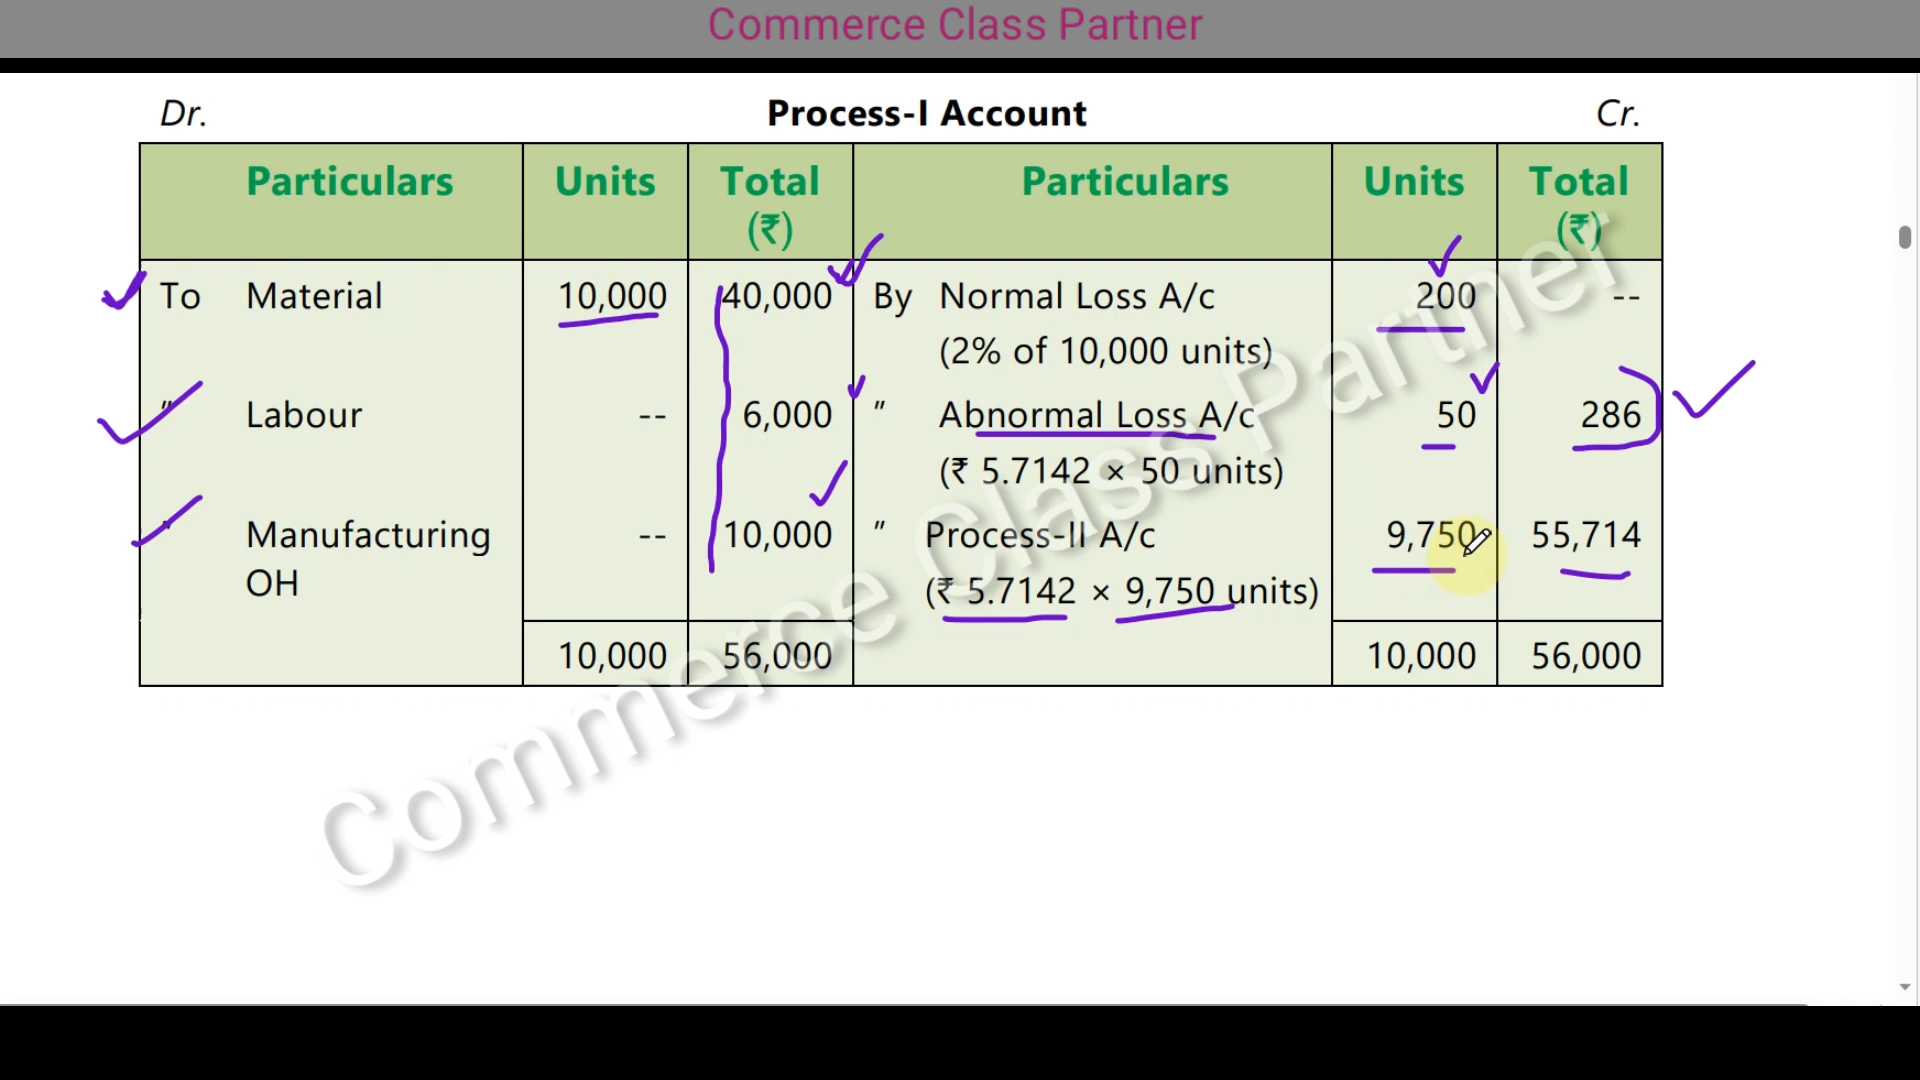 Commerce Class Partner
Dr. Process-I Account Cr.
Particulars Units Total (₹) Particulars Units Total (₹)
To Material 10,000 40,000 By Normal Loss A/c 200 --
(2% of 10,000 units)
" Labour -- 6,000 " Abnormal Loss A/c 50 286
(₹ 5.7142 × 50 units)
" Manufacturing -- 10,000 " Process-II A/c 9,750 55,714
OH (₹ 5.7142 × 9,750 units)
10,000 56,000 10,000 56,000
Commerce Class Partner